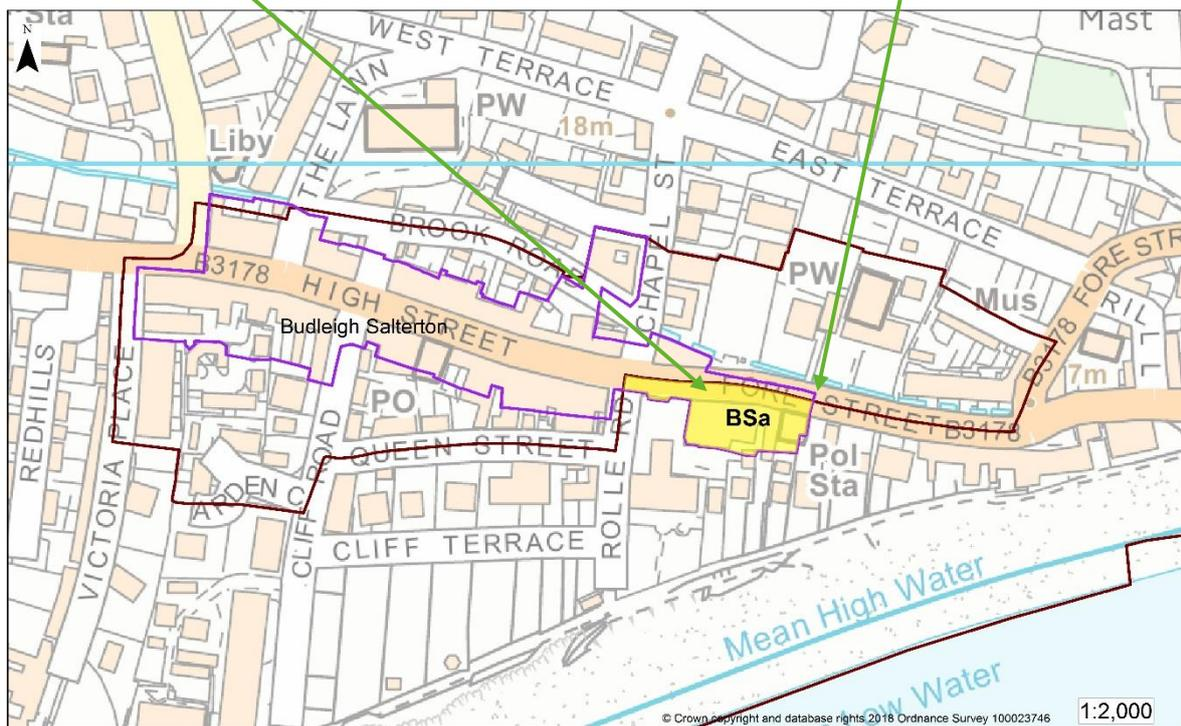 Sta
N
Mast
WEST TERRACE
PW
18m
Liby
THE LAWN
CHAPEL ST
EAST TERRACE
BROOK ROAD
B3178
HIGH STREET
PW
Mus
FORE STR
B3178
7m
Budleigh Salterton
REDHILLS
VICTORIA PLACE
PO
FORE STREET
B3178
BSa
Pol
Sta
QUEEN STREET
ROLLE RD
CLIFF ROAD
CLIFF TERRACE
Mean High Water
Low Water
1:2,000
© Crown copyright and database rights 2018 Ordnance Survey 100023746